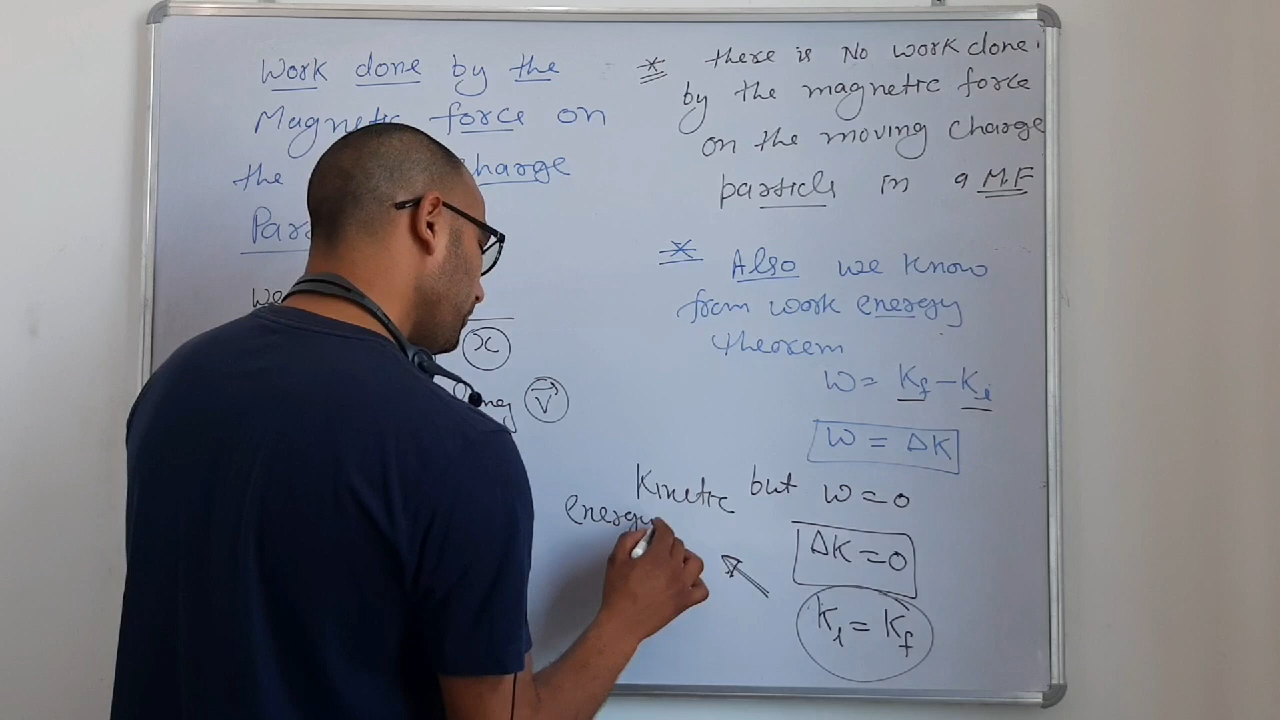 Work done by the
Magnetic force on
the charge
we
x
V
* there is No work done
by the magnetic force
on the moving charge
particle in a M.F
* Also we know
from work energy
theorem
W = Kf - Ki
W = ΔK
but W = 0
ΔK = 0
Ki = Kf
Kinetic
energy